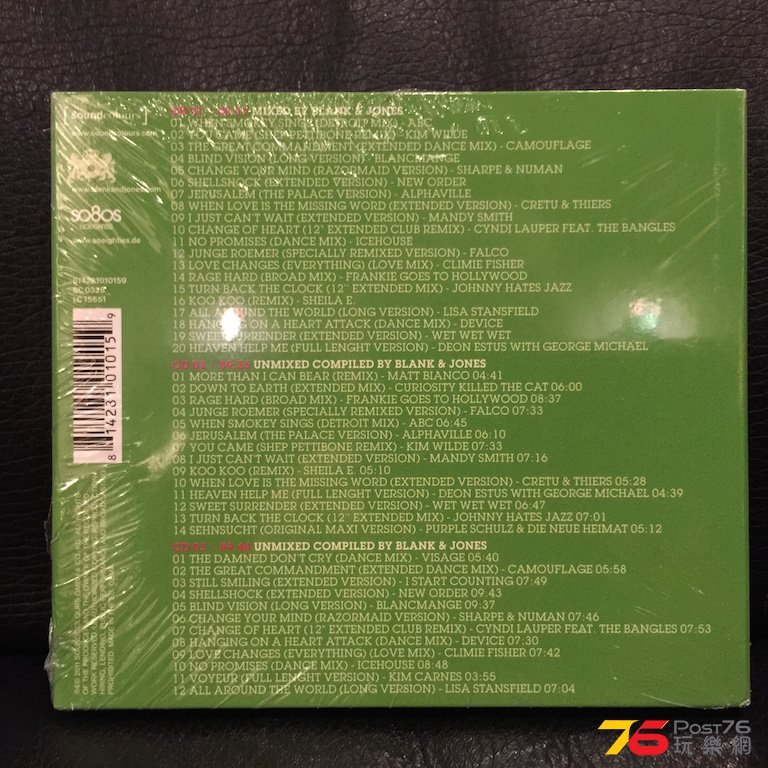 [soundcolours]
www.soundcolours.com
www.blankandjones.com
so80s
[SOEIGHTIES]
www.soeighties.de
814281010159
SC 0328
LC 15651
8 14231 01015 9
MIXED BY BLANK & JONES
01 WHEN SMOKEY SINGS (DETROIT MIX) - ABC
02 YOU CAME (SHEP PETTIBONE REMIX) - KIM WILDE
03 THE GREAT COMMANDMENT (EXTENDED DANCE MIX) - CAMOUFLAGE
04 BLIND VISION (LONG VERSION) - BLANCMANGE
05 CHANGE YOUR MIND (RAZORMAID VERSION) - SHARPE & NUMAN
06 SHELLSHOCK (EXTENDED VERSION) - NEW ORDER
07 JERUSALEM (THE PALACE VERSION) - ALPHAVILLE
08 WHEN LOVE IS THE MISSING WORD (EXTENDED VERSION) - CRETU & THIERS
09 I JUST CAN'T WAIT (EXTENDED VERSION) - MANDY SMITH
10 CHANGE OF HEART (12" EXTENDED CLUB REMIX) - CYNDI LAUPER FEAT. THE BANGLES
11 NO PROMISES (DANCE MIX) - ICEHOUSE
12 JUNGE ROEMER (SPECIALLY REMIXED VERSION) - FALCO
13 LOVE CHANGES (EVERYTHING) (LOVE MIX) - CLIMIE FISHER
14 RAGE HARD (BROAD MIX) - FRANKIE GOES TO HOLLYWOOD
15 TURN BACK THE CLOCK (12" EXTENDED MIX) - JOHNNY HATES JAZZ
16 KOO KOO (REMIX) - SHEILA E.
17 ALL AROUND THE WORLD (LONG VERSION) - LISA STANSFIELD
18 HANGING ON A HEART ATTACK (DANCE MIX) - DEVICE
19 SWEET SURRENDER (EXTENDED VERSION) - WET WET WET
20 HEAVEN HELP ME (FULL LENGHT VERSION) - DEON ESTUS WITH GEORGE MICHAEL
CD 02 : UNMIXED COMPILED BY BLANK & JONES
01 MORE THAN I CAN BEAR (REMIX) - MATT BIANCO 04:41
02 DOWN TO EARTH (EXTENDED MIX) - CURIOSITY KILLED THE CAT 06:00
03 RAGE HARD (BROAD MIX) - FRANKIE GOES TO HOLLYWOOD 08:37
04 JUNGE ROEMER (SPECIALLY REMIXED VERSION) - FALCO 07:33
05 WHEN SMOKEY SINGS (DETROIT MIX) - ABC 06:45
06 JERUSALEM (THE PALACE VERSION) - ALPHAVILLE 06:10
07 YOU CAME (SHEP PETTIBONE REMIX) - KIM WILDE 07:33
08 I JUST CAN'T WAIT (EXTENDED VERSION) - MANDY SMITH 07:16
09 KOO KOO (REMIX) - SHEILA E. 05:10
10 WHEN LOVE IS THE MISSING WORD (EXTENDED VERSION) - CRETU & THIERS 05:28
11 HEAVEN HELP ME (FULL LENGHT VERSION) - DEON ESTUS WITH GEORGE MICHAEL 04:39
12 SWEET SURRENDER (EXTENDED VERSION) - WET WET WET 06:47
13 TURN BACK THE CLOCK (12" EXTENDED MIX) - JOHNNY HATES JAZZ 07:01
14 SEHNSUCHT (ORIGINAL MAXI VERSION) - PURPLE SCHULZ & DIE NEUE HEIMAT 05:12
CD 03 : UNMIXED COMPILED BY BLANK & JONES
01 THE DAMNED DON'T CRY (DANCE MIX) - VISAGE 05:40
02 THE GREAT COMMANDMENT (EXTENDED DANCE MIX) - CAMOUFLAGE 05:58
03 STILL SMILING (EXTENDED VERSION) - I START COUNTING 07:49
04 SHELLSHOCK (EXTENDED VERSION) - NEW ORDER 09:43
05 BLIND VISION (LONG VERSION) - BLANCMANGE 09:37
06 CHANGE YOUR MIND (RAZORMAID VERSION) - SHARPE & NUMAN 07:46
07 CHANGE OF HEART (12" EXTENDED CLUB REMIX) - CYNDI LAUPER FEAT. THE BANGLES 07:53
08 HANGING ON A HEART ATTACK (DANCE MIX) - DEVICE 07:30
09 LOVE CHANGES (EVERYTHING) (LOVE MIX) - CLIMIE FISHER 07:42
10 NO PROMISES (DANCE MIX) - ICEHOUSE 08:48
11 VOYEUR (FULL LENGHT VERSION) - KIM CARNES 03:55
12 ALL AROUND THE WORLD (LONG VERSION) - LISA STANSFIELD 07:04
76 POST76
玩樂網